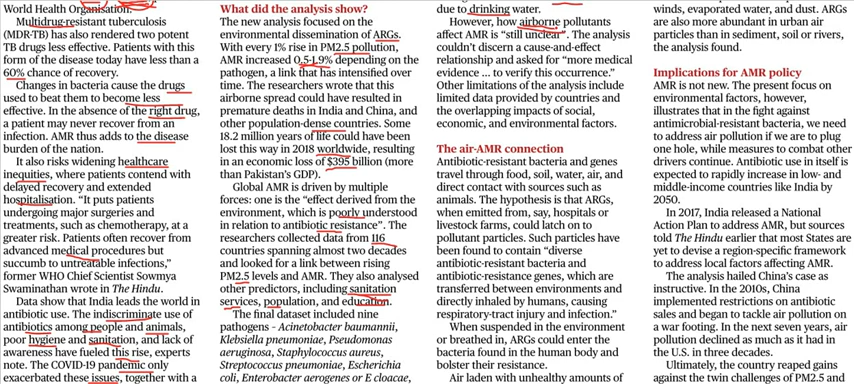 World Health Organisation.
Multidrug-resistant tuberculosis
(MDR-TB) has also rendered two potent
TB drugs less effective. Patients with this
form of the disease today have less than a
60% chance of recovery.
Changes in bacteria cause the drugs
used to beat them to become less
effective. In the absence of the right drug,
a patient may never recover from an
infection. AMR thus adds to the disease
burden of the nation.
It also risks widening healthcare
inequities, where patients contend with
delayed recovery and extended
hospitalisation. “It puts patients
undergoing major surgeries and
treatments, such as chemotherapy, at a
greater risk. Patients often recover from
advanced medical procedures but
succumb to untreatable infections,”
former WHO Chief Scientist Sowmya
Swaminathan wrote in The Hindu.
Data show that India leads the world in
antibiotic use. The indiscriminate use of
antibiotics among people and animals,
poor hygiene and sanitation, and lack of
awareness have fueled this rise, experts
note. The COVID-19 pandemic only
exacerbated these issues, together with a
What did the analysis show?
The new analysis focused on the
environmental dissemination of ARGs.
With every 1% rise in PM2.5 pollution,
AMR increased 0.5-1.9% depending on the
pathogen, a link that has intensified over
time. The researchers wrote that this
airborne spread could have resulted in
premature deaths in India and China, and
other population-dense countries. Some
18.2 million years of life could have been
lost this way in 2018 worldwide, resulting
in an economic loss of $395 billion (more
than Pakistan’s GDP).
Global AMR is driven by multiple
forces: one is the “effect derived from the
environment, which is poorly understood
in relation to antibiotic resistance”. The
researchers collected data from 116
countries spanning almost two decades
and looked for a link between rising
PM2.5 levels and AMR. They also analysed
other predictors, including sanitation
services, population, and education.
The final dataset included nine
pathogens – Acinetobacter baumannii,
Klebsiella pneumoniae, Pseudomonas
aeruginosa, Staphylococcus aureus,
Streptococcus pneumoniae, Escherichia
coli, Enterobacter aerogenes or E cloacae,
due to drinking water.
However, how airborne pollutants
affect AMR is “still unclear”. The analysis
couldn’t discern a cause-and-effect
relationship and asked for “more medical
evidence ... to verify this occurrence.”
Other limitations of the analysis include
limited data provided by countries and
the overlapping impacts of social,
economic, and environmental factors.
The air-AMR connection
Antibiotic-resistant bacteria and genes
travel through food, soil, water, air, and
direct contact with sources such as
animals. The hypothesis is that ARGs,
when emitted from, say, hospitals or
livestock farms, could latch on to
pollutant particles. Such particles have
been found to contain “diverse
antibiotic-resistant bacteria and
antibiotic-resistance genes, which are
transferred between environments and
directly inhaled by humans, causing
respiratory-tract injury and infection.”
When suspended in the environment
or breathed in, ARGs could enter the
bacteria found in the human body and
bolster their resistance.
Air laden with unhealthy amounts of
winds, evaporated water, and dust. ARGs
are also more abundant in urban air
particles than in sediment, soil or rivers,
the analysis found.
Implications for AMR policy
AMR is not new. The present focus on
environmental factors, however,
illustrates that in the fight against
antimicrobial-resistant bacteria, we need
to address air pollution if we are to plug
one hole, while measures to combat other
drivers continue. Antibiotic use in itself is
expected to rapidly increase in low- and
middle-income countries like India by
2050.
In 2017, India released a National
Action Plan to address AMR, but sources
told The Hindu earlier that most States are
yet to devise a region-specific framework
to address local factors affecting AMR.
The analysis hailed China’s case as
instructive. In the 2010s, China
implemented restrictions on antibiotic
sales and began to tackle air pollution on
a war footing. In the next seven years, air
pollution declined as much as it had in
the U.S. in three decades.
Ultimately, the country reaped gains
against the twin challenges of PM2.5 and